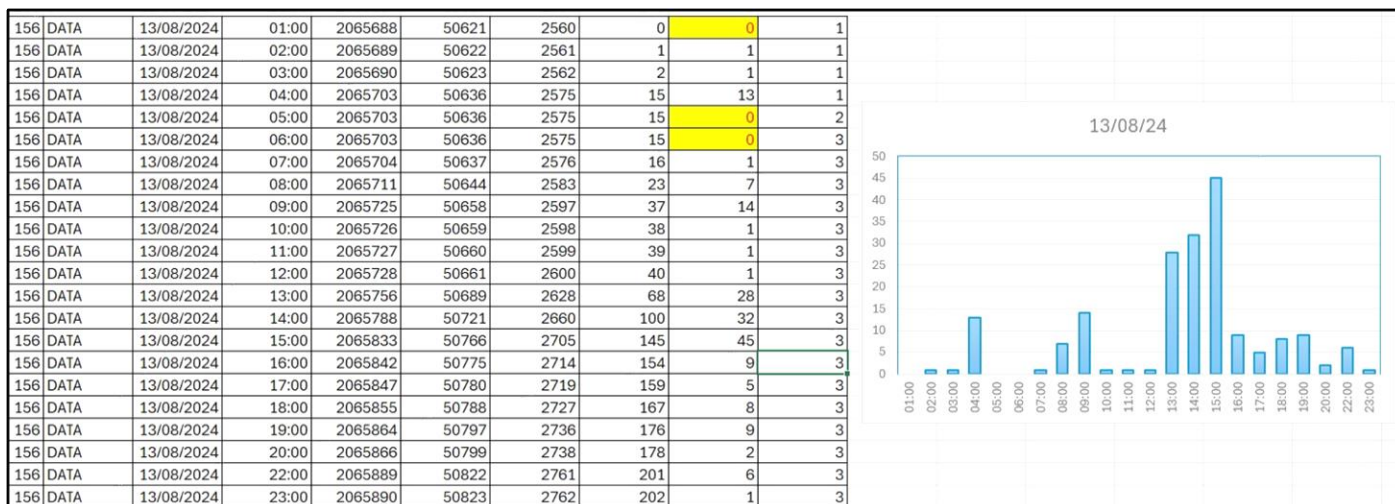 156 DATA 13/08/2024 01:00 2065688 50621 2560 0 0 1
156 DATA 13/08/2024 02:00 2065689 50622 2561 1 1 1
156 DATA 13/08/2024 03:00 2065690 50623 2562 2 1 1
156 DATA 13/08/2024 04:00 2065703 50636 2575 15 13 1
156 DATA 13/08/2024 05:00 2065703 50636 2575 15 0 2
156 DATA 13/08/2024 06:00 2065703 50636 2575 15 0 3
156 DATA 13/08/2024 07:00 2065704 50637 2576 16 1 3
156 DATA 13/08/2024 08:00 2065711 50644 2583 23 7 3
156 DATA 13/08/2024 09:00 2065725 50658 2597 37 14 3
156 DATA 13/08/2024 10:00 2065726 50659 2598 38 1 3
156 DATA 13/08/2024 11:00 2065727 50660 2599 39 1 3
156 DATA 13/08/2024 12:00 2065728 50661 2600 40 1 3
156 DATA 13/08/2024 13:00 2065756 50689 2628 68 28 3
156 DATA 13/08/2024 14:00 2065788 50721 2660 100 32 3
156 DATA 13/08/2024 15:00 2065833 50766 2705 145 45 3
156 DATA 13/08/2024 16:00 2065842 50775 2714 154 9 3
156 DATA 13/08/2024 17:00 2065847 50780 2719 159 5 3
156 DATA 13/08/2024 18:00 2065855 50788 2727 167 8 3
156 DATA 13/08/2024 19:00 2065864 50797 2736 176 9 3
156 DATA 13/08/2024 20:00 2065866 50799 2738 178 2 3
156 DATA 13/08/2024 22:00 2065889 50822 2761 201 6 3
156 DATA 13/08/2024 23:00 2065890 50823 2762 202 1 3
13/08/24
50
45
40
35
30
25
20
15
10
5
0
01:00 02:00 03:00 04:00 05:00 06:00 07:00 08:00 09:00 10:00 11:00 12:00 13:00 14:00 15:00 16:00 17:00 18:00 19:00 20:00 22:00 23:00